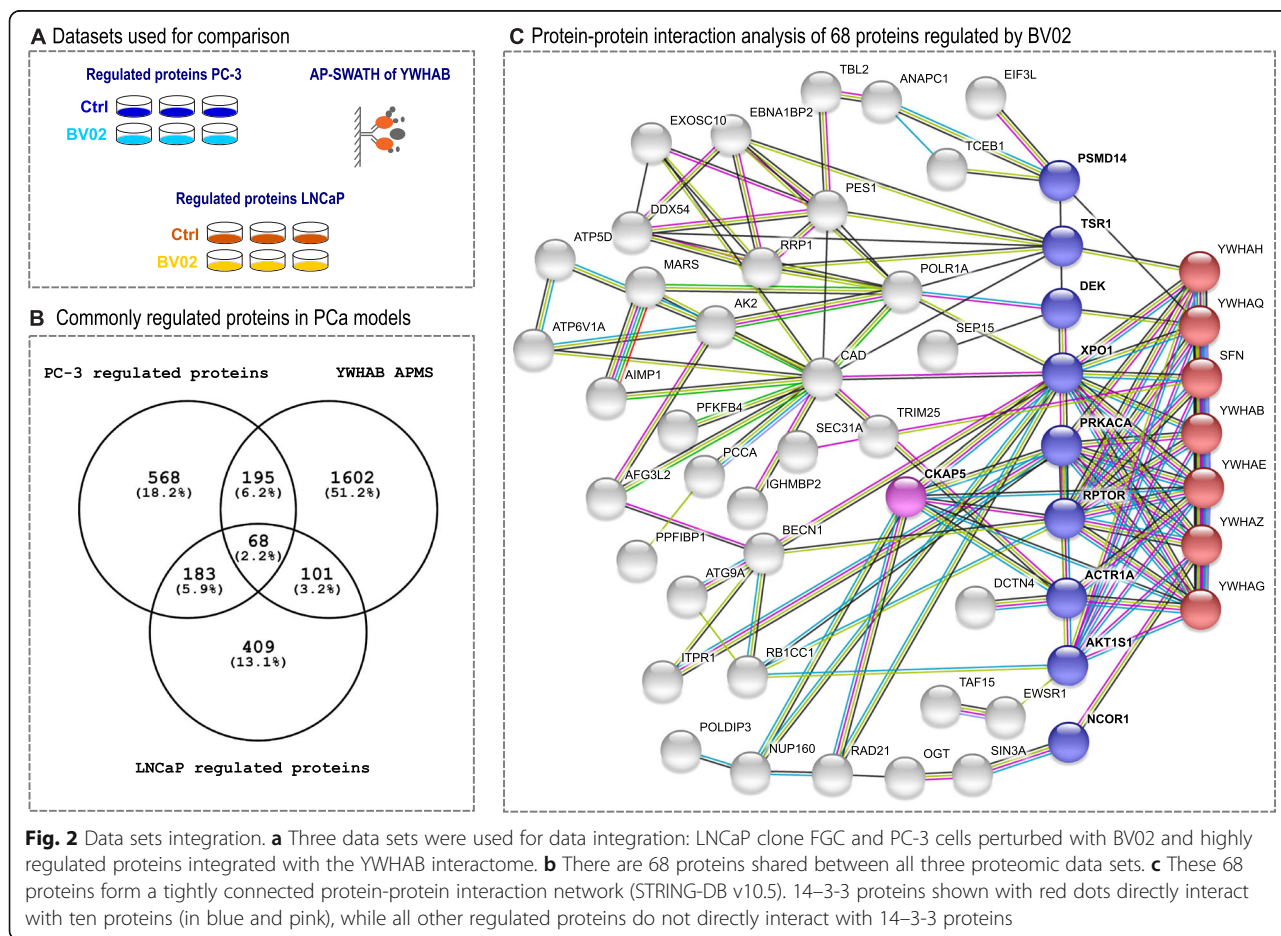 A Datasets used for comparison
Regulated proteins PC-3
Ctrl
BV02
AP-SWATH of YWHAB
Regulated proteins LNCaP
Ctrl
BV02
B Commonly regulated proteins in PCa models
PC-3 regulated proteins
YWHAB APMS
568
(18.2%)
195
(6.2%)
1602
(51.2%)
68
(2.2%)
183
(5.9%)
101
(3.2%)
409
(13.1%)
LNCaP regulated proteins
C Protein-protein interaction analysis of 68 proteins regulated by BV02
TBL2
ANAPC1
EIF3L
EBNA1BP2
EXOSC10
TCEB1
PSMD14
PES1
DDX54
TSR1
ATP5D
RRP1
YWHAH
MARS
POLR1A
DEK
AK2
YWHAQ
ATP6V1A
SEP15
SFN
CAD
XPO1
AIMP1
YWHAB
PFKFB4
TRIM25
PRKACA
SEC31A
YWHAE
PCCA
CKAP5
AFG3L2
IGHMBP2
RPTOR
YWHAZ
BECN1
PPFIBP1
ACTR1A
YWHAG
ATG9A
DCTN4
AKT1S1
ITPR1
RB1CC1
TAF15
EWSR1
NCOR1
POLDIP3
NUP160
RAD21
OGT
SIN3A
Fig. 2 Data sets integration. a Three data sets were used for data integration: LNCaP clone FGC and PC-3 cells perturbed with BV02 and highly
regulated proteins integrated with the YWHAB interactome. b There are 68 proteins shared between all three proteomic data sets. c These 68
proteins form a tightly connected protein-protein interaction network (STRING-DB v10.5). 14–3-3 proteins shown with red dots directly interact
with ten proteins (in blue and pink), while all other regulated proteins do not directly interact with 14–3-3 proteins